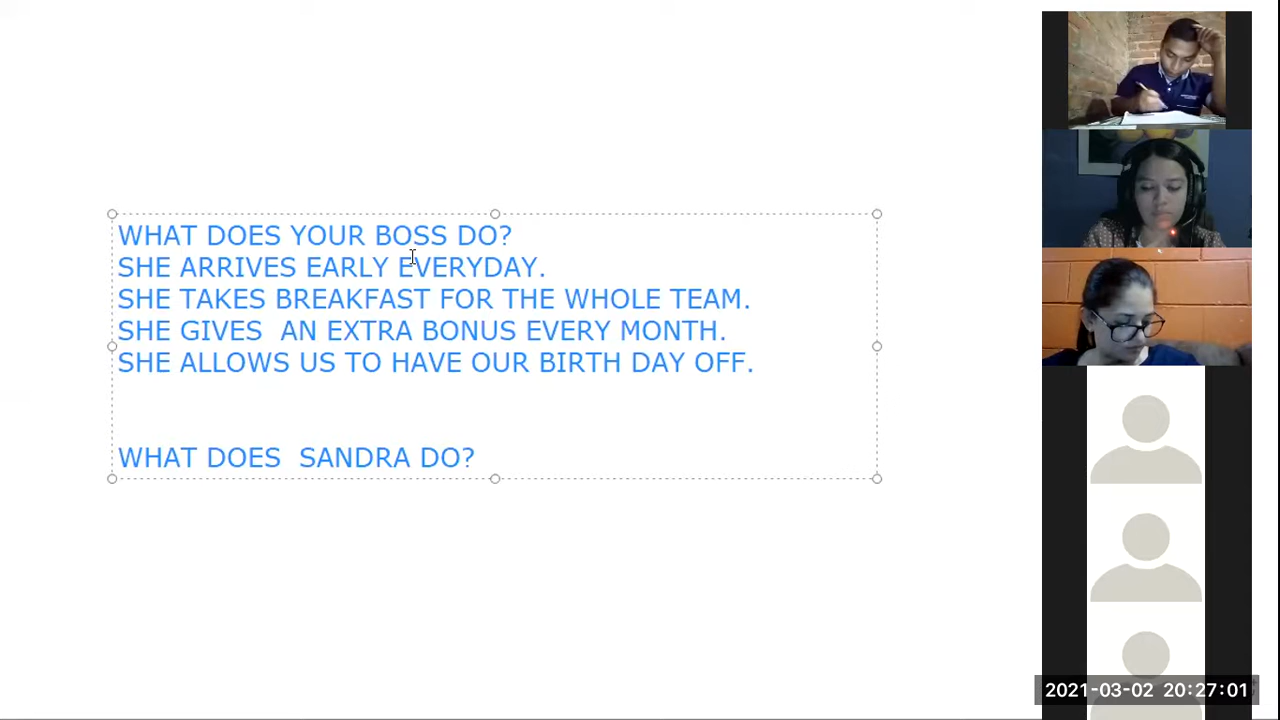 WHAT DOES YOUR BOSS DO?
SHE ARRIVES EARLY EVERYDAY.
SHE TAKES BREAKFAST FOR THE WHOLE TEAM.
SHE GIVES  AN EXTRA BONUS EVERY MONTH.
SHE ALLOWS US TO HAVE OUR BIRTH DAY OFF.
WHAT DOES  SANDRA DO?
2021-03-02 20:27:01